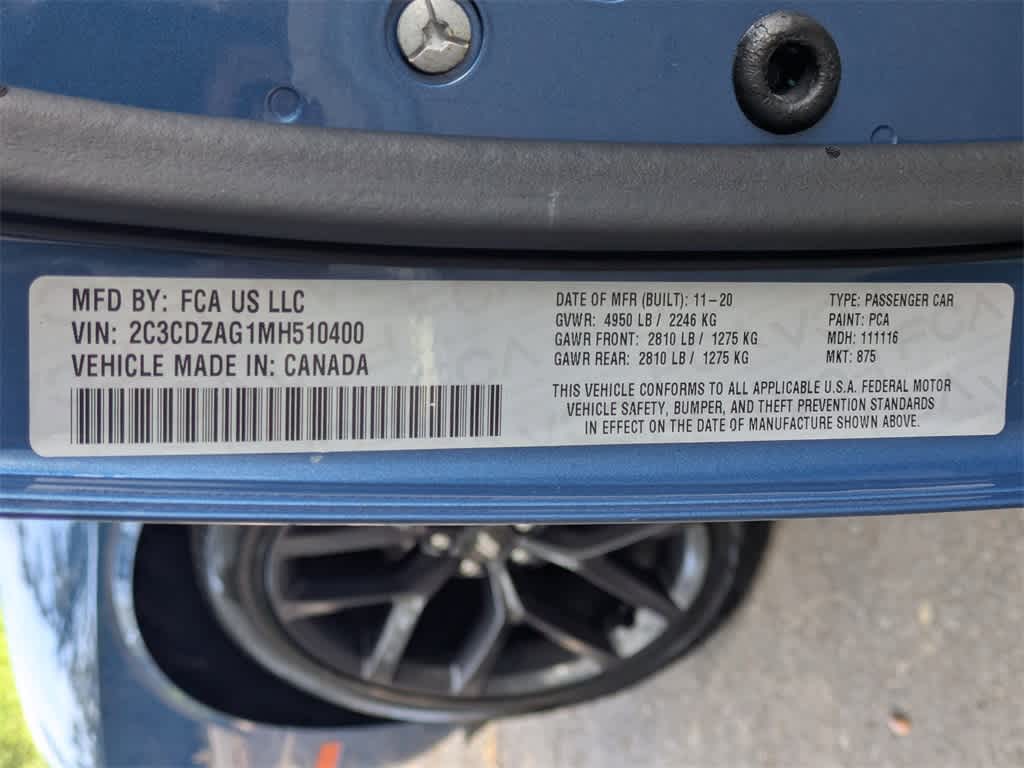 MFD BY: FCA US LLC
VIN: 2C3CDZAG1MH510400
VEHICLE MADE IN: CANADA
DATE OF MFR (BUILT): 11-20
GVWR: 4950 LB / 2246 KG
GAWR FRONT: 2810 LB / 1275 KG
GAWR REAR: 2810 LB / 1275 KG
TYPE: PASSENGER CAR
PAINT: PCA
MDH: 111116
MKT: 875
THIS VEHICLE CONFORMS TO ALL APPLICABLE U.S.A. FEDERAL MOTOR
VEHICLE SAFETY, BUMPER, AND THEFT PREVENTION STANDARDS
IN EFFECT ON THE DATE OF MANUFACTURE SHOWN ABOVE.